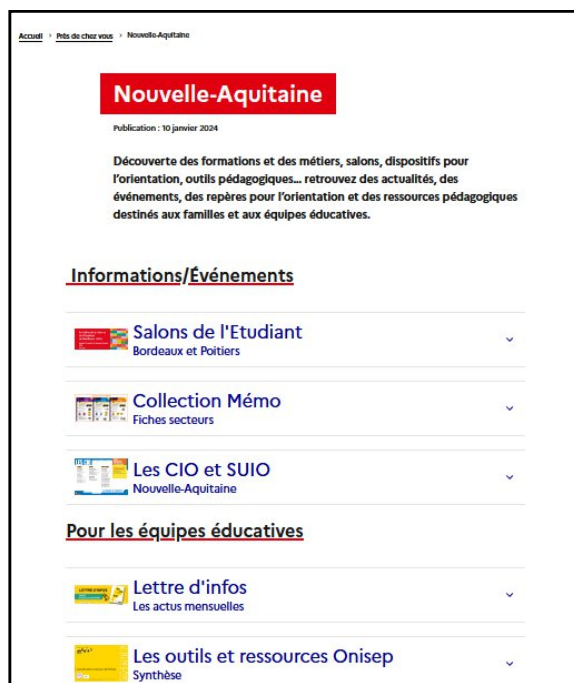 Accueil > Près de chez vous > Nouvelle-Aquitaine
Nouvelle-Aquitaine
Publication : 10 janvier 2024
Découverte des formations et des métiers, salons, dispositifs pour
l'orientation, outils pédagogiques... retrouvez des actualités, des
événements, des repères pour l'orientation et des ressources pédagogiques
destinés aux familles et aux équipes éducatives.
Informations/Événements
Salons de l'Etudiant
Bordeaux et Poitiers
Collection Mémo
Fiches secteurs
LES CIO
Les CIO et SUIO
Nouvelle-Aquitaine
Pour les équipes éducatives
LETTRE D'INFOS
Lettre d'infos
Les actus mensuelles
Les outils et ressources Onisep
Synthèse